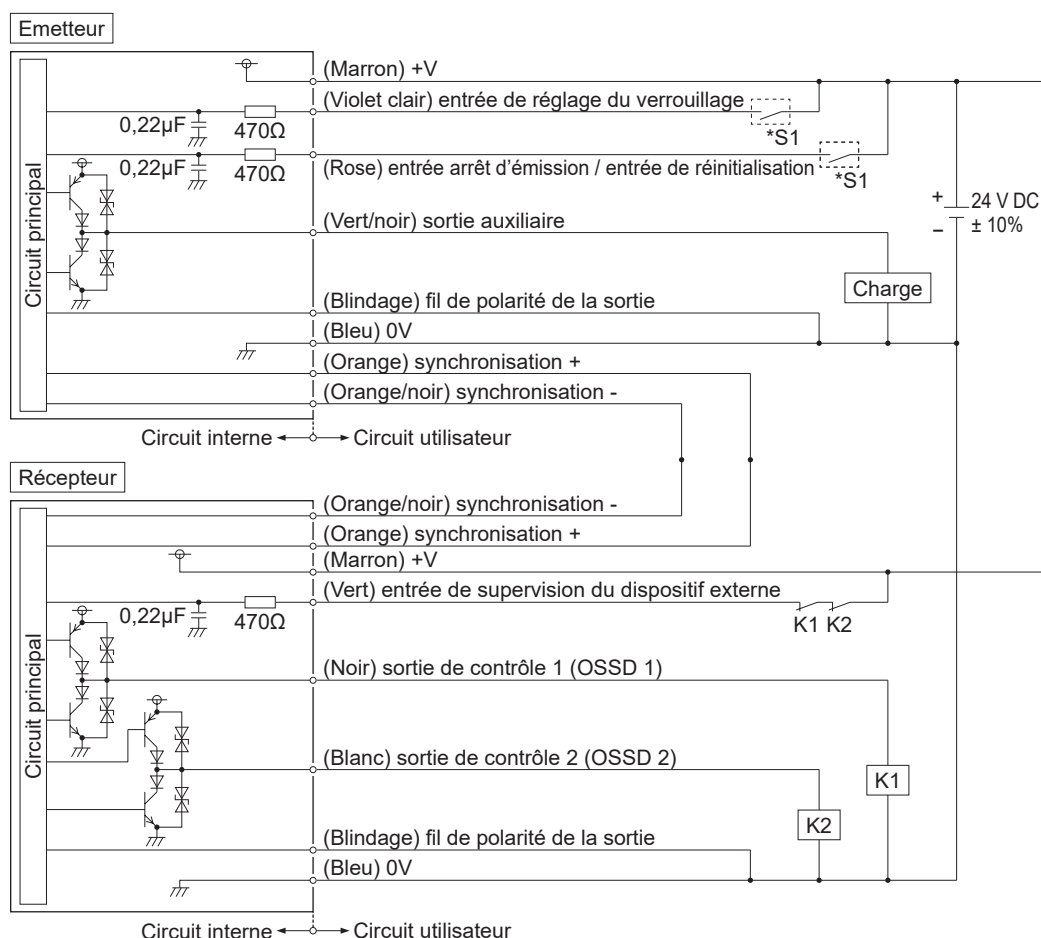 Emetteur
(Marron) +V
(Violet clair) entrée de réglage du verrouillage
0,22µF
470Ω
*S1
(Rose) entrée arrêt d'émission / entrée de réinitialisation
0,22µF
470Ω
*S1
Circuit principal
(Vert/noir) sortie auxiliaire
+
−
24 V DC
± 10%
Charge
(Blindage) fil de polarité de la sortie
(Bleu) 0V
(Orange) synchronisation +
(Orange/noir) synchronisation -
Circuit interne
Circuit utilisateur
Récepteur
(Orange/noir) synchronisation -
(Orange) synchronisation +
(Marron) +V
(Vert) entrée de supervision du dispositif externe
0,22µF
470Ω
K1 K2
Circuit principal
(Noir) sortie de contrôle 1 (OSSD 1)
(Blanc) sortie de contrôle 2 (OSSD 2)
K1
K2
(Blindage) fil de polarité de la sortie
(Bleu) 0V
Circuit interne
Circuit utilisateur